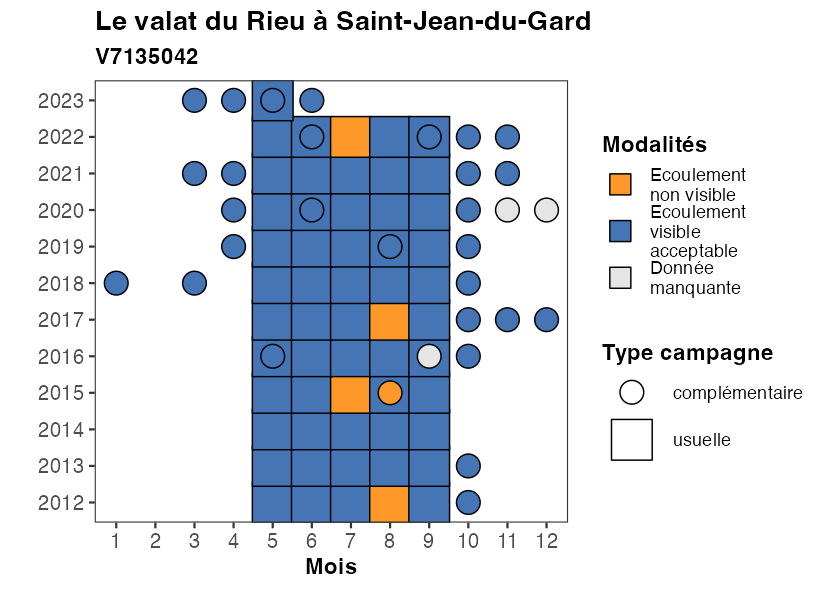 Le valat du Rieu à Saint-Jean-du-Gard
V7135042
2023
2022
2021
2020
2019
2018
2017
2016
2015
2014
2013
2012
1 2 3 4 5 6 7 8 9 10 11 12
Mois
Modalités
Ecoulement
non visible
Ecoulement
visible
acceptable
Donnée
manquante
Type campagne
complémentaire
usuelle